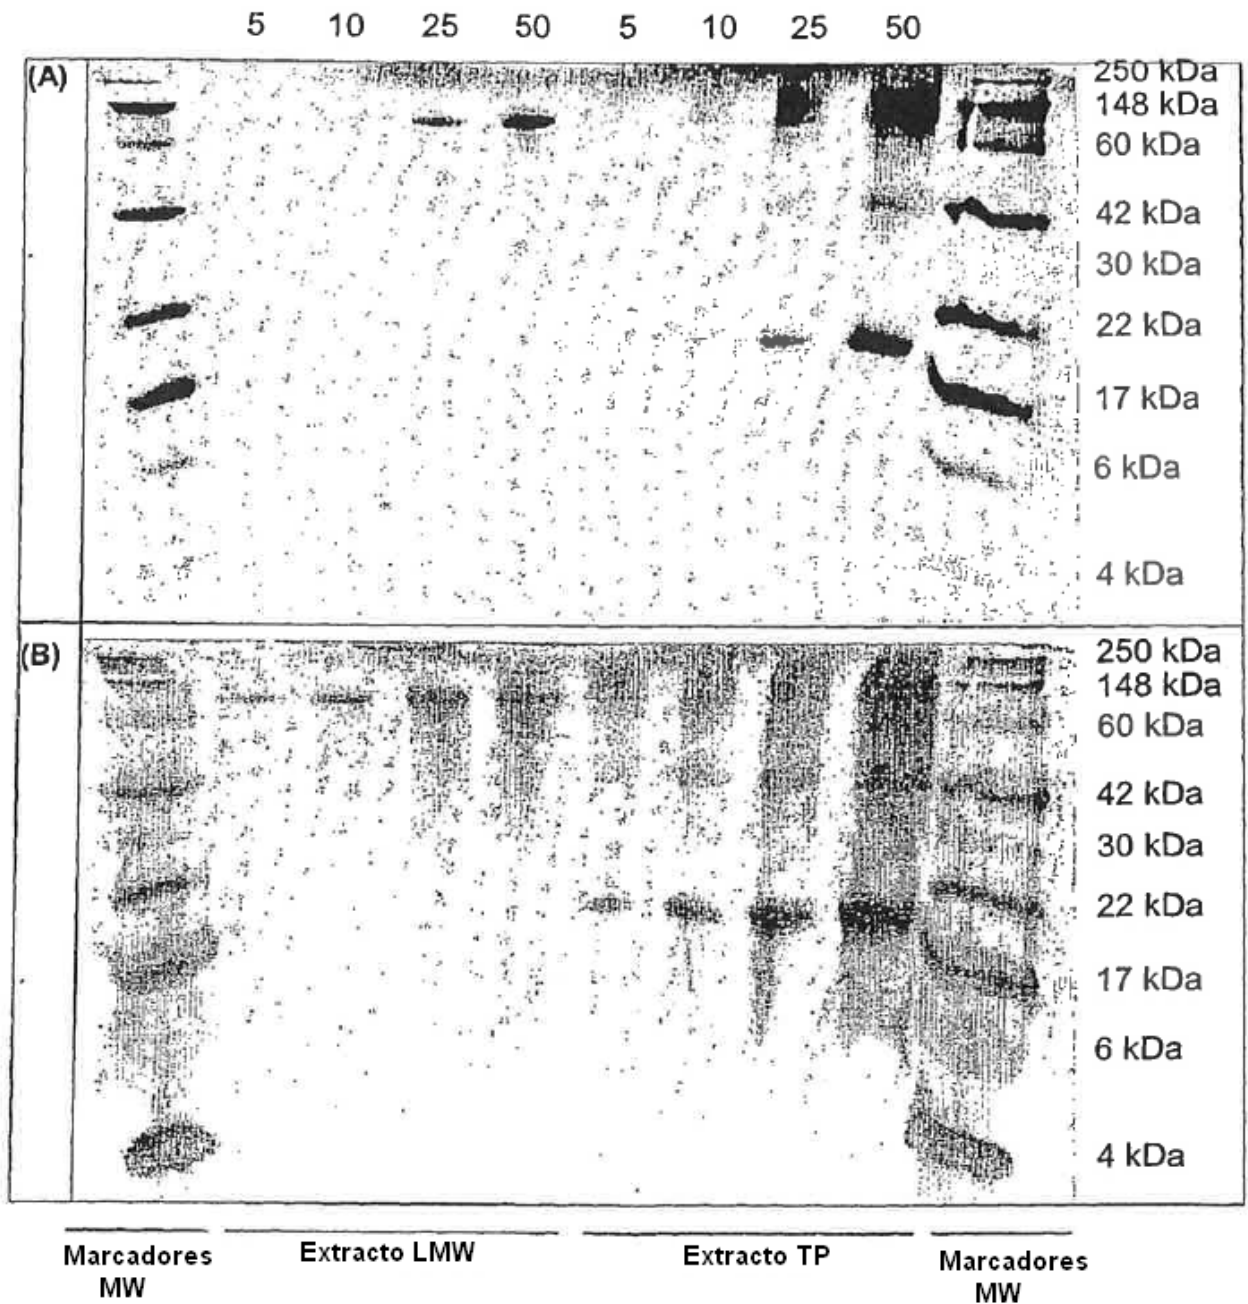 5 10 25 50 5 10 25 50
(A)
250 kDa
148 kDa
60 kDa
42 kDa
30 kDa
22 kDa
17 kDa
6 kDa
4 kDa
(B)
250 kDa
148 kDa
60 kDa
42 kDa
30 kDa
22 kDa
17 kDa
6 kDa
4 kDa
Marcadores
MW
Extracto LMW
Extracto TP
Marcadores
MW